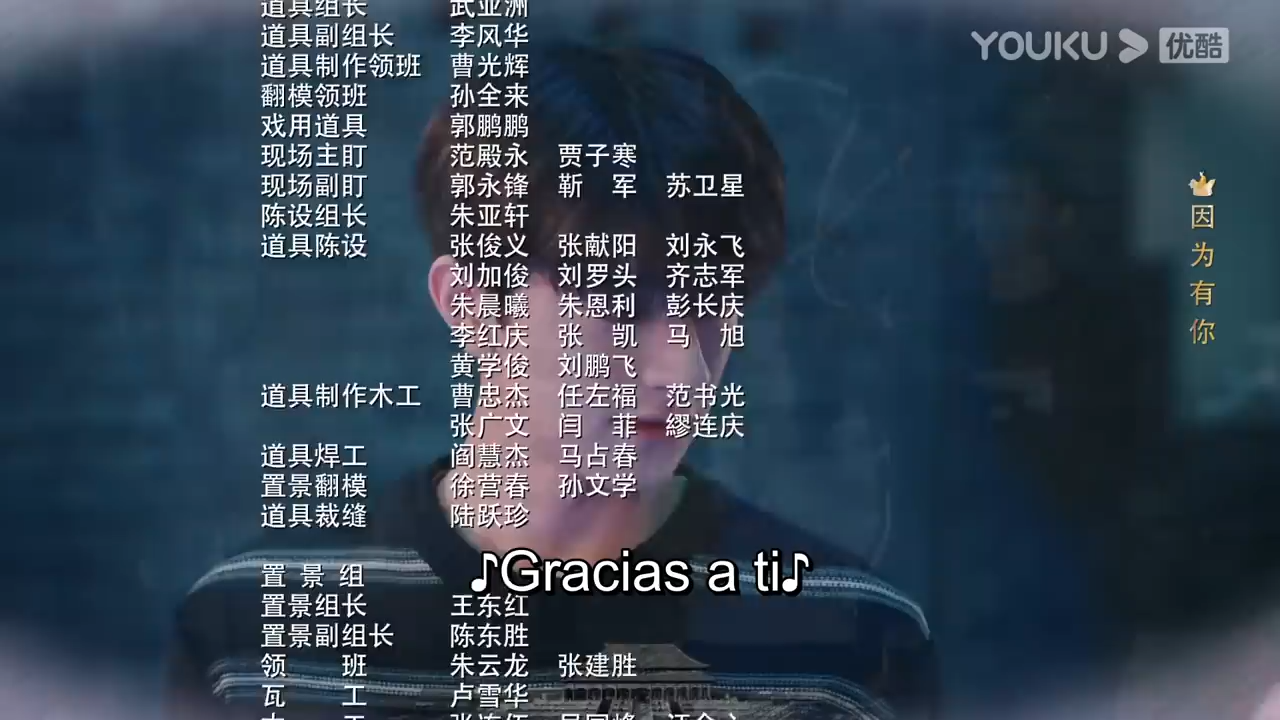 道具组长 武亚洲
道具副组长 李风华
道具制作领班 曹光辉
翻模领班 孙全来
戏用道具 郭鹏鹏
现场主盯 范殿永 贾子寒
现场副盯 郭永锋 靳 军 苏卫星
陈设组长 朱亚轩
道具陈设 张俊义 张献阳 刘永飞
刘加俊 刘罗头 齐志军
朱晨曦 朱恩利 彭长庆
李红庆 张 凯 马 旭
黄学俊 刘鹏飞
道具制作木工 曹忠杰 任左福 范书光
张广文 闫 菲 繆连庆
道具焊工 阎慧杰 马占春
置景翻模 徐营春 孙文学
道具裁缝 陆跃珍
♪Gracias a ti♪
置 景 组
置景组长 王东红
置景副组长 陈东胜
领 班 朱云龙 张建胜
瓦 工 卢雪华
YOUKU 优酷
因为有你